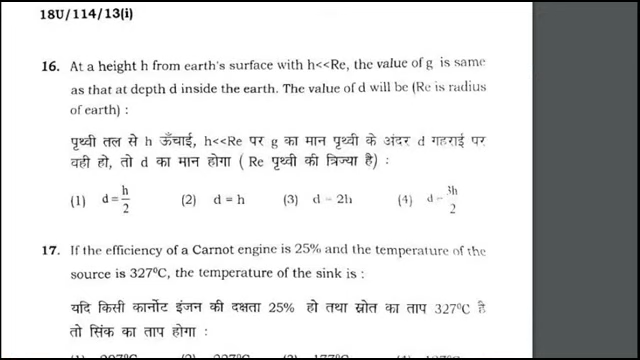 18U/114/13(i)
16. At a height h from earth's surface with h<<Re, the value of g is same
as that at depth d inside the earth. The value of d will be (Re is radius
of earth) :
पृथ्वी तल से h ऊँचाई, h<<Re पर g का मान पृथ्वी के अंदर d गहराई पर
वही हो, तो d का मान होगा ( Re पृथ्वी की त्रिज्या है) :
(1) d=h/2 (2) d = h (3) d = 2h (4) d = 3h/2
17. If the efficiency of a Carnot engine is 25% and the temperature of the
source is 327⁰C, the temperature of the sink is :
यदि किसी कार्नोट इंजन की दक्षता 25% हो तथा स्रोत का ताप 327⁰C है
तो सिंक का ताप होगा :